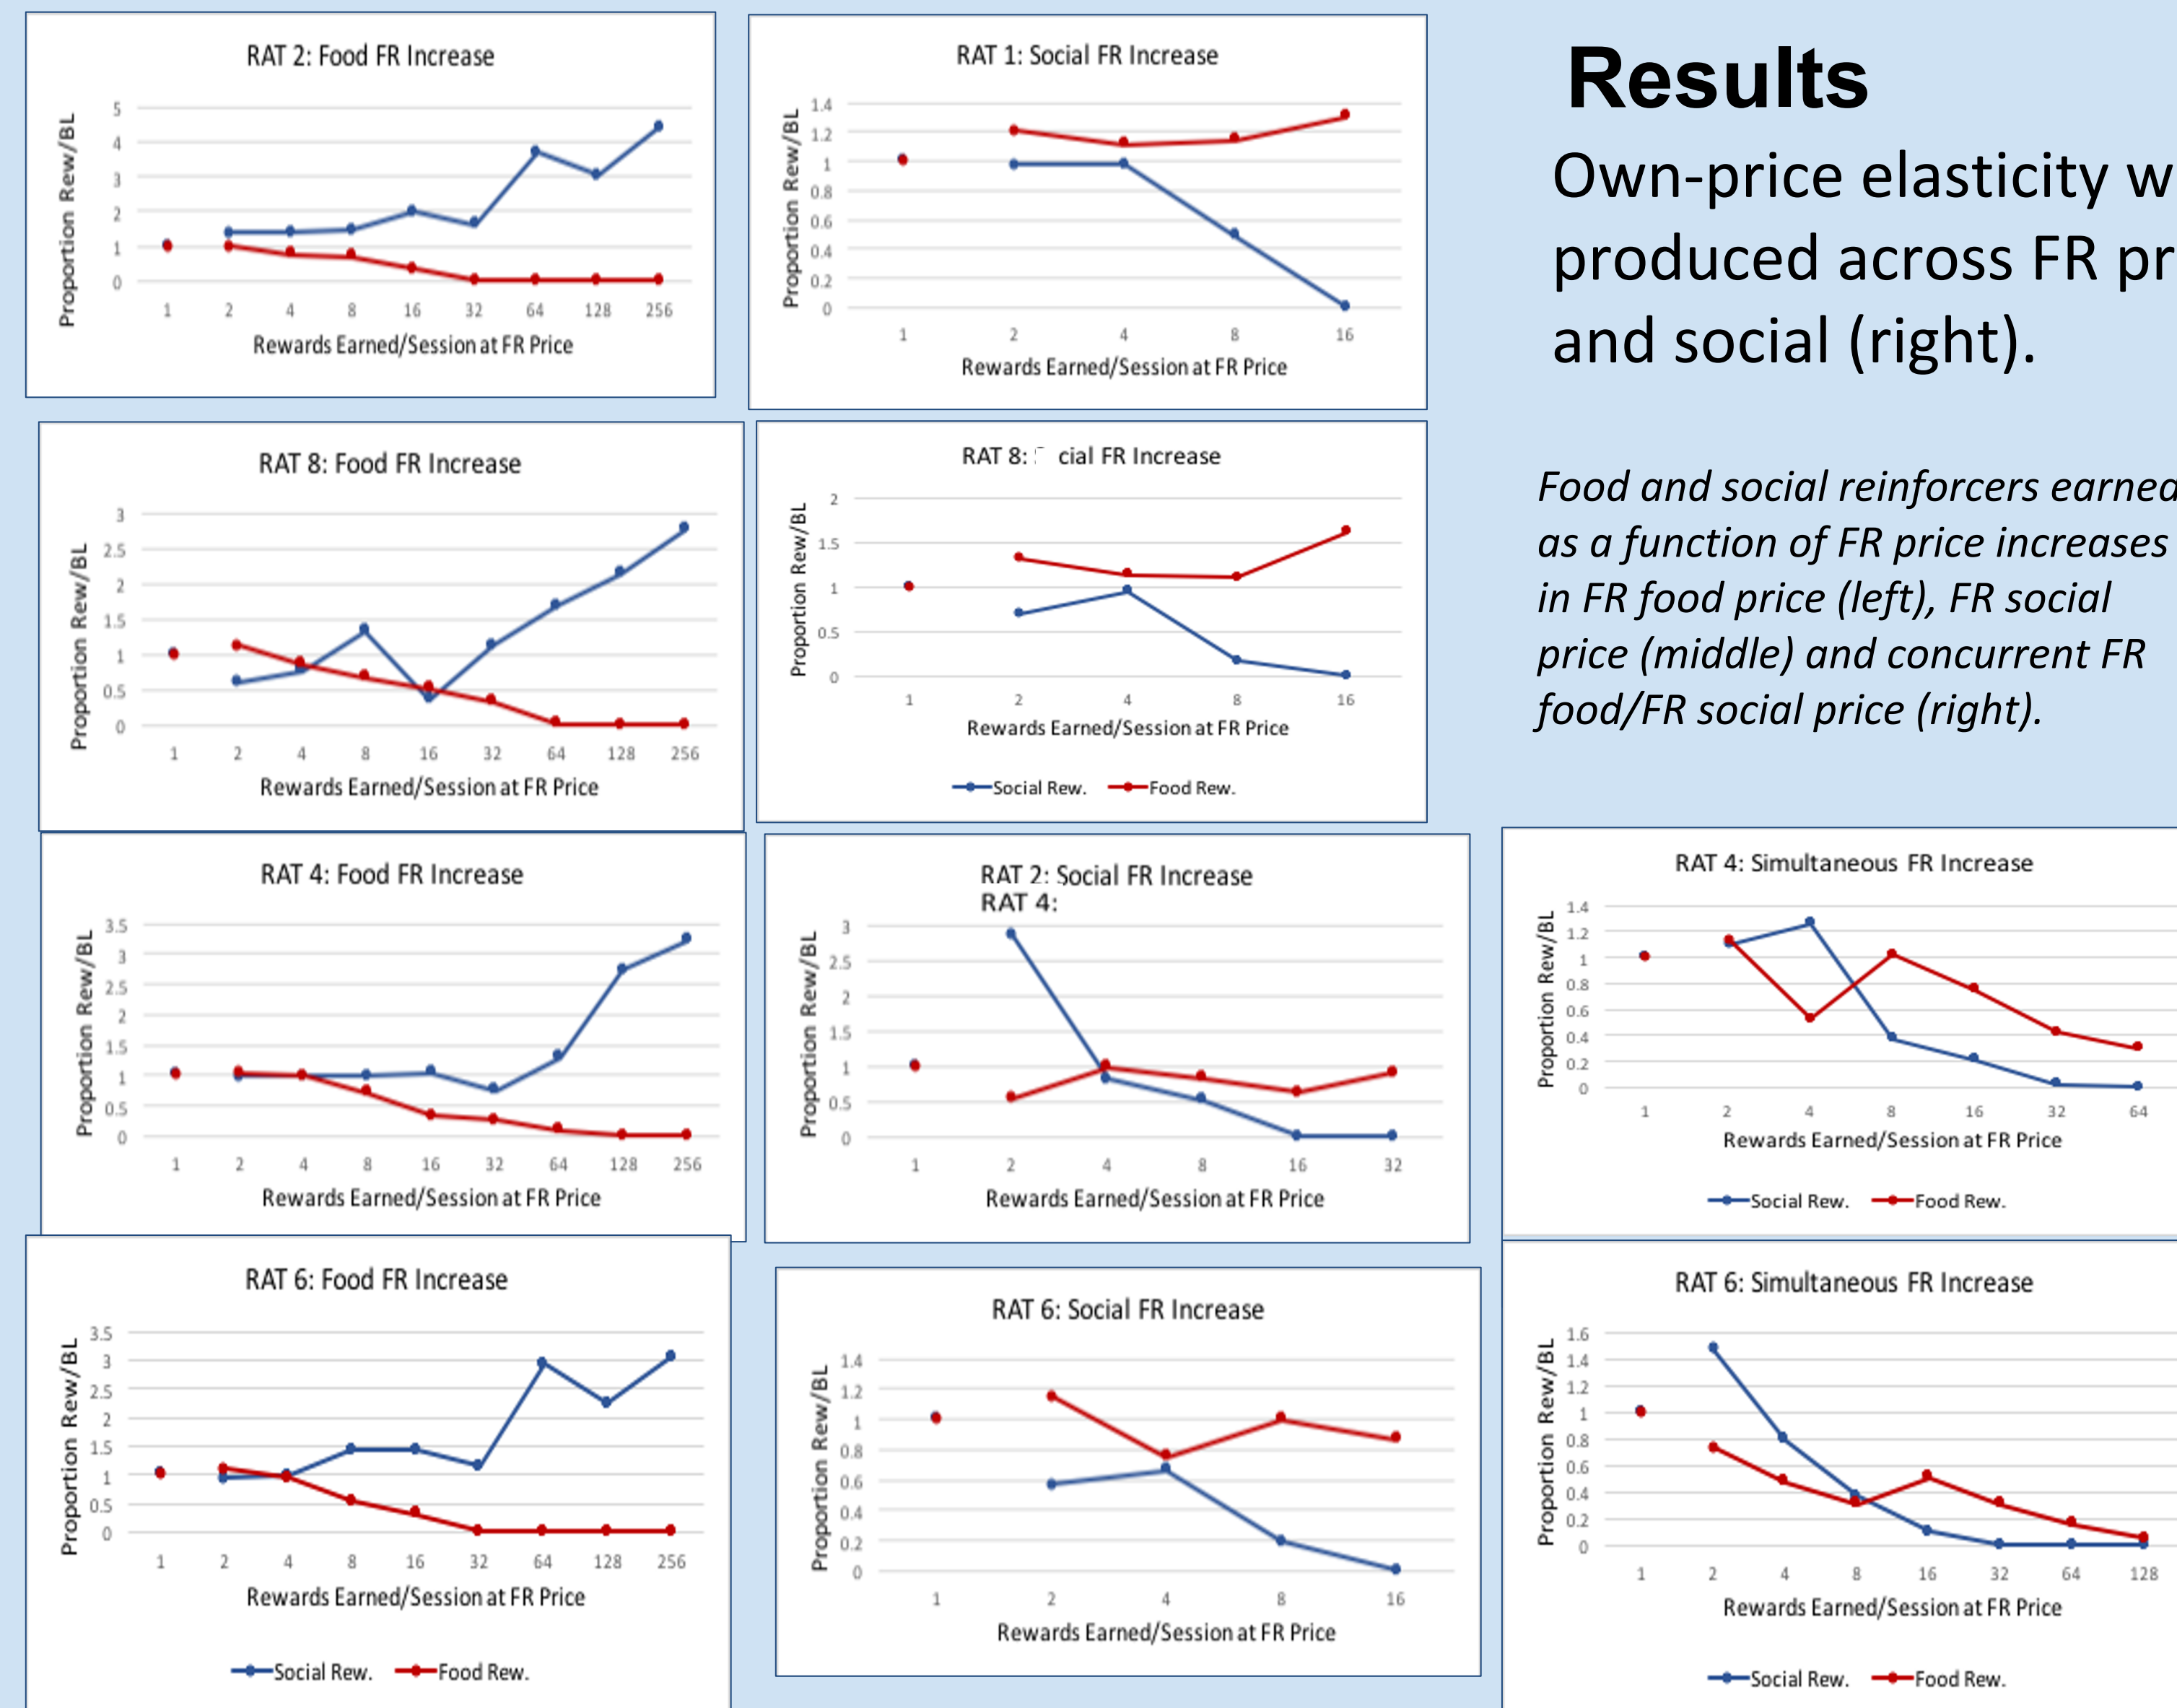 RAT 2: Food FR Increase
Proportion Rew/BL
5
4
3
2
1
0
1 2 4 8 16 32 64 128 256
Rewards Earned/Session at FR Price
RAT 1: Social FR Increase
Proportion Rew/BL
1.4
1.2
1
0.8
0.6
0.4
0.2
0
1 2 4 8 16
Rewards Earned/Session at FR Price
Results
Own-price elasticity w
produced across FR pr
and social (right).
Food and social reinforcers earned
as a function of FR price increases
in FR food price (left), FR social
price (middle) and concurrent FR
food/FR social price (right).
RAT 8: Food FR Increase
Proportion Rew/BL
3
2.5
2
1.5
1
0.5
0
1 2 4 8 16 32 64 128 256
Rewards Earned/Session at FR Price
RAT 8: cial FR Increase
Proportion Rew/BL
2
1.5
1
0.5
0
1 2 4 8 16
Rewards Earned/Session at FR Price
Social Rew. Food Rew.
RAT 4: Food FR Increase
Proportion Rew/BL
3.5
3
2.5
2
1.5
1
0.5
0
1 2 4 8 16 32 64 128 256
Rewards Earned/Session at FR Price
RAT 2: Social FR Increase
RAT 4:
Proportion Rew/BL
3
2.5
2
1.5
1
0.5
0
1 2 4 8 16 32
Rewards Earned/Session at FR Price
RAT 4: Simultaneous FR Increase
Proportion Rew/BL
1.4
1.2
1
0.8
0.6
0.4
0.2
0
1 2 4 8 16 32 64
Rewards Earned/Session at FR Price
Social Rew. Food Rew.
RAT 6: Food FR Increase
Proportion Rew/BL
3.5
3
2.5
2
1.5
1
0.5
0
1 2 4 8 16 32 64 128 256
Rewards Earned/Session at FR Price
Social Rew. Food Rew.
RAT 6: Social FR Increase
Proportion Rew/BL
1.4
1.2
1
0.8
0.6
0.4
0.2
0
1 2 4 8 16
Rewards Earned/Session at FR Price
RAT 6: Simultaneous FR Increase
Proportion Rew/BL
1.6
1.4
1.2
1
0.8
0.6
0.4
0.2
0
1 2 4 8 16 32 64 128
Rewards Earned/Session at FR Price
Social Rew. Food Rew.